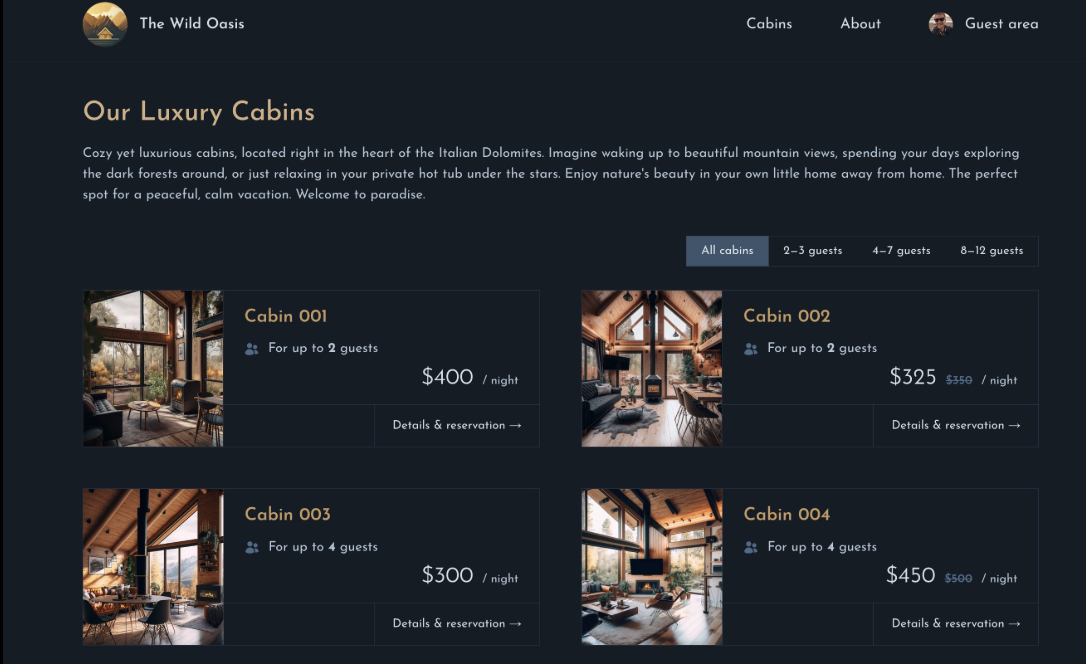 The Wild Oasis
Cabins
About
Guest area
Our Luxury Cabins
Cozy yet luxurious cabins, located right in the heart of the Italian Dolomites. Imagine waking up to beautiful mountain views, spending your days exploring
the dark forests around, or just relaxing in your private hot tub under the stars. Enjoy nature's beauty in your own little home away from home. The perfect
spot for a peaceful, calm vacation. Welcome to paradise.
All cabins
2–3 guests
4–7 guests
8–12 guests
Cabin 001
For up to 2 guests
$400 / night
Details & reservation →
Cabin 002
For up to 2 guests
$325 $350 / night
Details & reservation →
Cabin 003
For up to 4 guests
$300 / night
Details & reservation →
Cabin 004
For up to 4 guests
$450 $500 / night
Details & reservation →